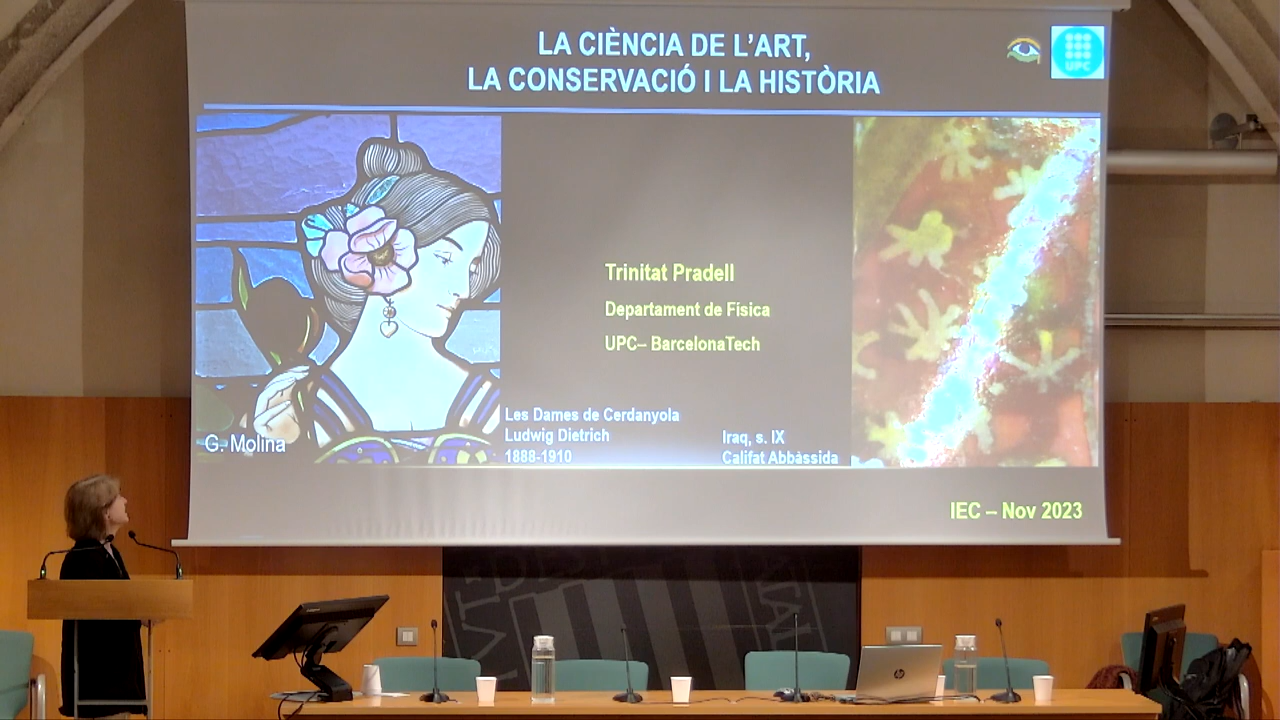 LA CIÈNCIA DE L'ART,
LA CONSERVACIÓ I LA HISTÒRIA
UPC
Trinitat Pradell
Departament de Física
UPC– BarcelonaTech
G. Molina
Les Dames de Cerdanyola
Ludwig Dietrich
1888-1910
Iraq, s. IX
Califat Abbàssida
IEC – Nov 2023
hp